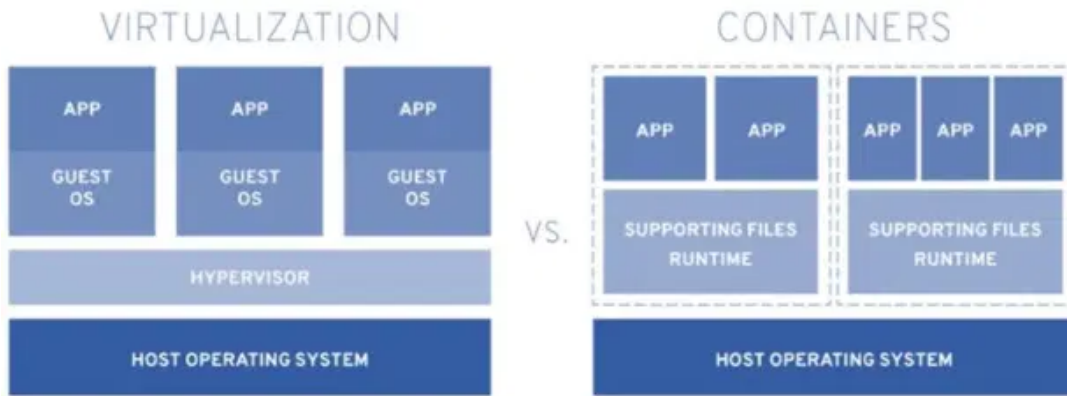 VIRTUALIZATION
APP
APP
APP
GUEST
OS
GUEST
OS
GUEST
OS
HYPERVISOR
HOST OPERATING SYSTEM
VS.
CONTAINERS
APP
APP
APP
APP
APP
SUPPORTING FILES
RUNTIME
SUPPORTING FILES
RUNTIME
HOST OPERATING SYSTEM